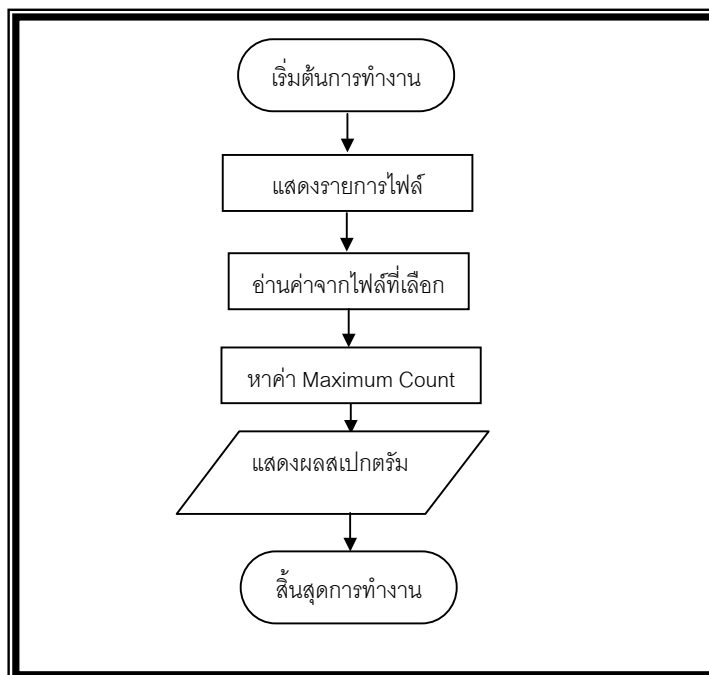 เริ่มต้นการทำงาน
แสดงรายการไฟล์
อ่านค่าจากไฟล์ที่เลือก
หาค่า Maximum Count
แสดงผลสเปกตรัม
สิ้นสุดการทำงาน